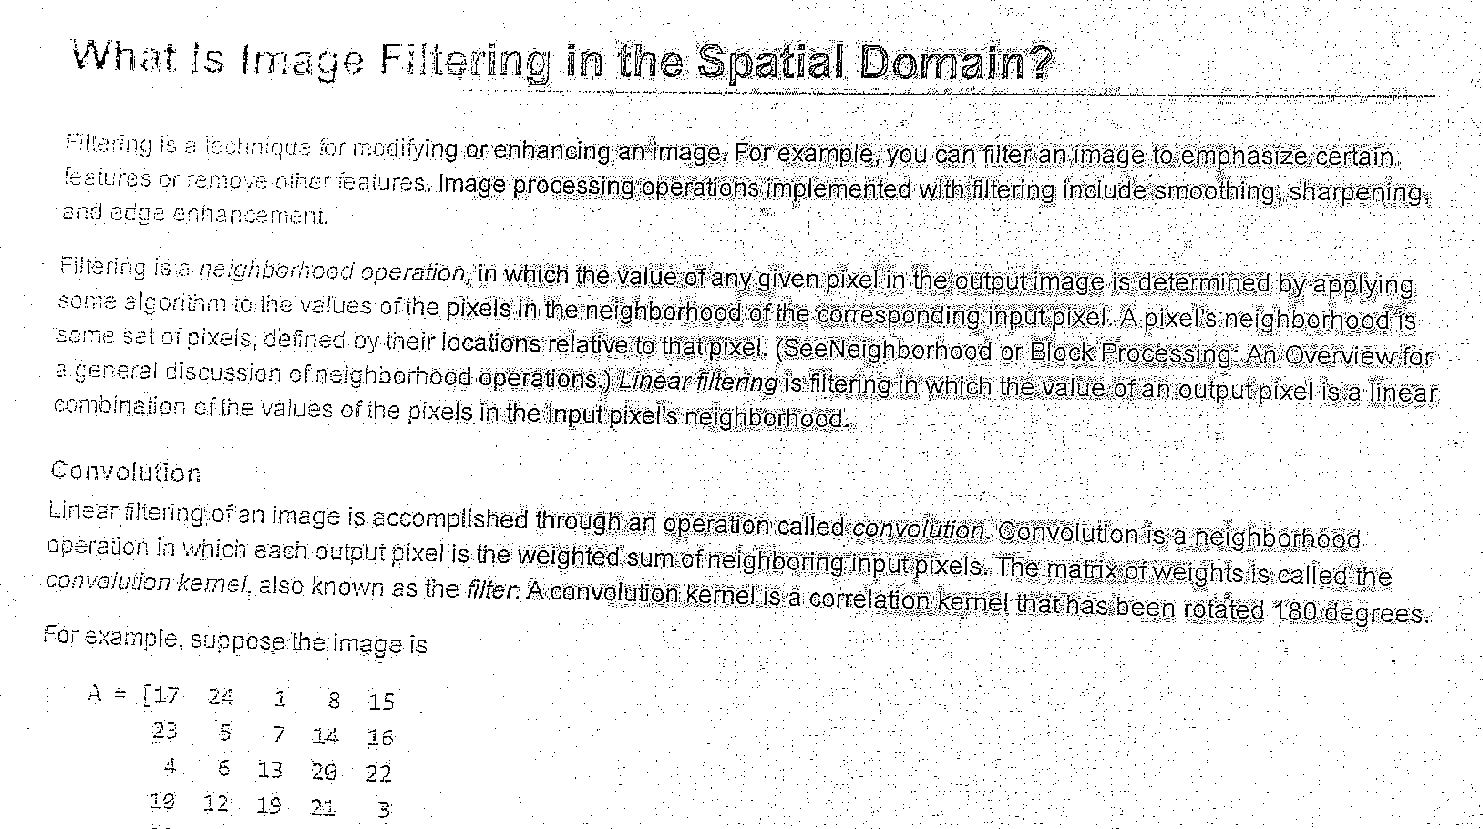 What Is Image Filtering in the Spatial Domain?
Filtering is a technique for modifying or enhancing an image. For example, you can filter an image to emphasize certain
features or remove other features. Image processing operations implemented with filtering include smoothing, sharpening,
and edge enhancement.
Filtering is a neighborhood operation, in which the value of any given pixel in the output image is determined by applying
some algorithm to the values of the pixels in the neighborhood of the corresponding input pixel. A pixel's neighborhood is
some set of pixels, defined by their locations relative to that pixel. (SeeNeighborhood or Block Processing: An Overview for
a general discussion of neighborhood operations.) Linear filtering is filtering in which the value of an output pixel is a linear
combination of the values of the pixels in the input pixel's neighborhood.
Convolution
Linear filtering of an image is accomplished through an operation called convolution. Convolution is a neighborhood
operation in which each output pixel is the weighted sum of neighboring input pixels. The matrix of weights is called the
convolution kernel, also known as the filter. A convolution kernel is a correlation kernel that has been rotated 180 degrees.
For example, suppose the image is
A = [17 24 1 8 15
23 5 7 14 16
4 6 13 20 22
10 12 19 21 3